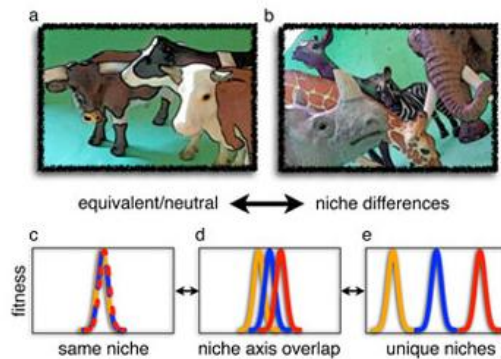 a
b
equivalent/neutral
niche differences
c
d
e
fitness
same niche
niche axis overlap
unique niches